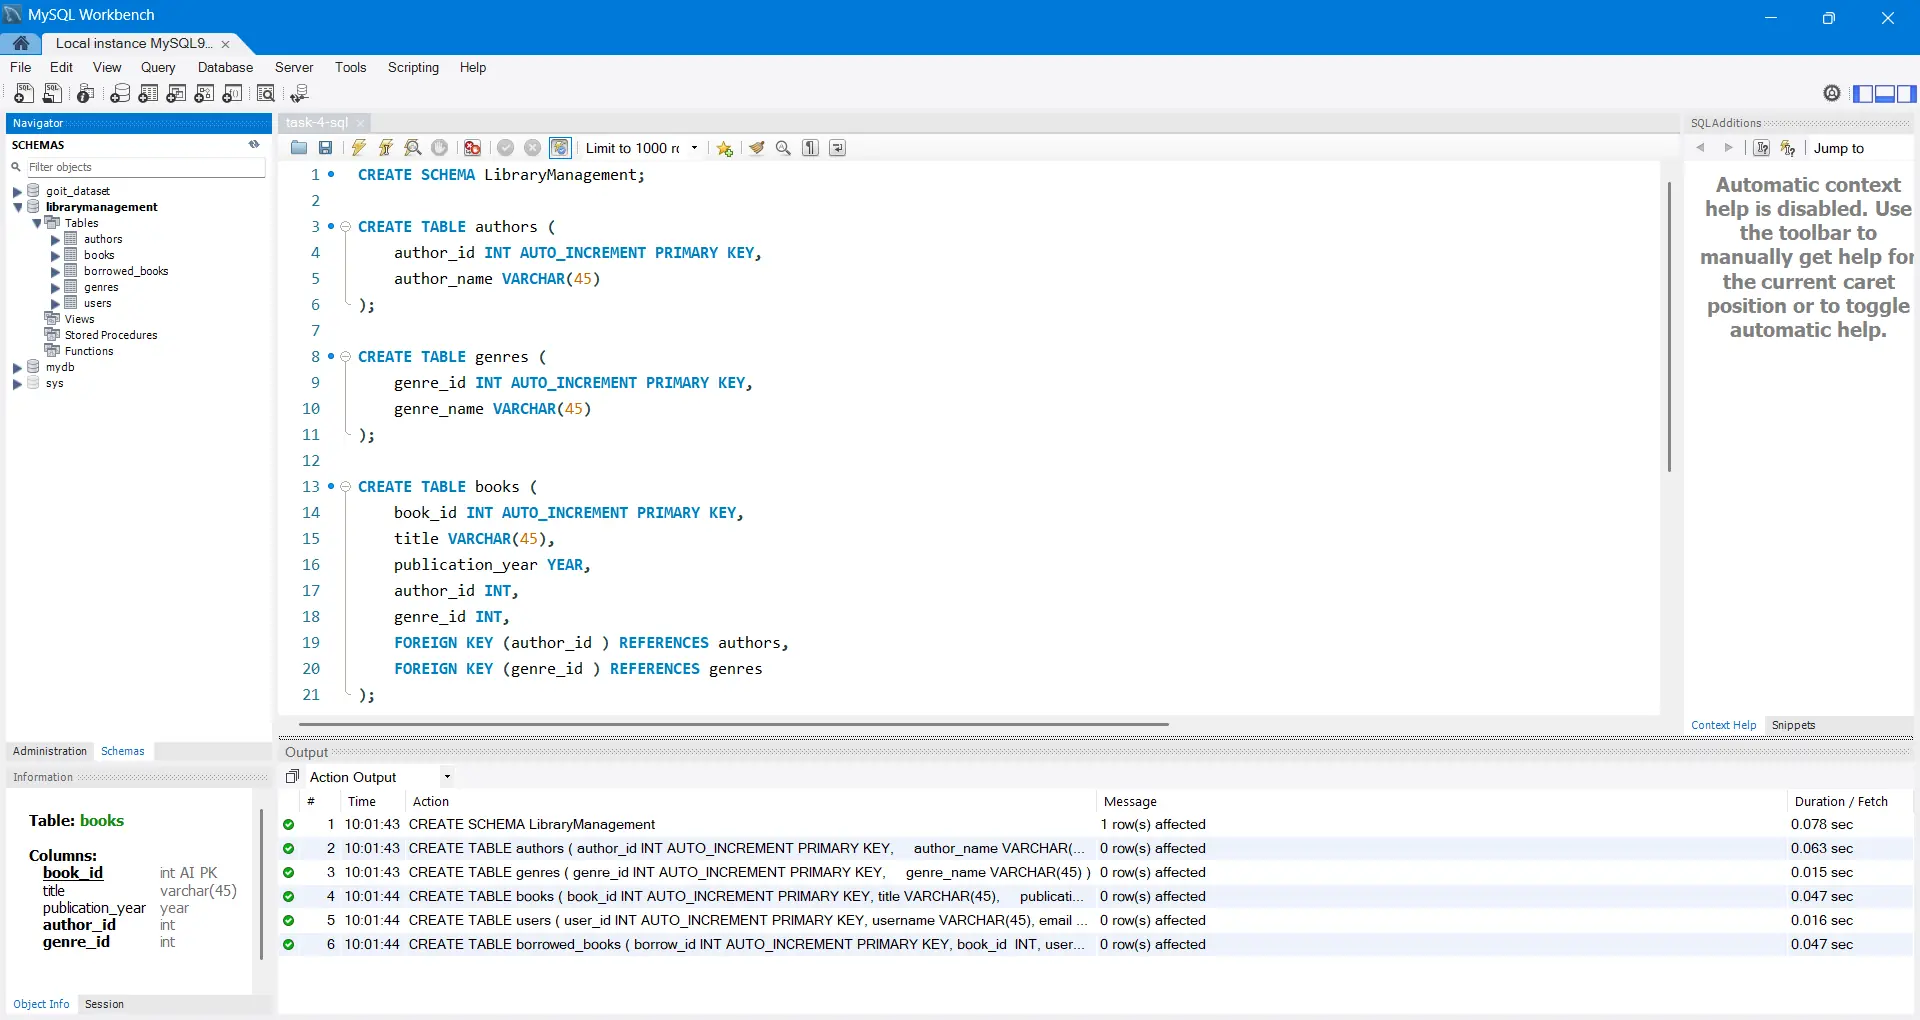 MySQL Workbench
Local instance MySQL9...
File Edit View Query Database Server Tools Scripting Help
Navigator
SCHEMAS
Filter objects
goit_dataset
librarymanagement
Tables
authors
books
borrowed_books
genres
users
Views
Stored Procedures
Functions
mydb
sys
Administration Schemas
Information
Table: books
Columns:
book_id int AI PK
title varchar(45)
publication_year year
author_id int
genre_id int
Object Info Session
task-4-sql
Limit to 1000 rc
1 CREATE SCHEMA LibraryManagement;
2
3 CREATE TABLE authors (
4 author_id INT AUTO_INCREMENT PRIMARY KEY,
5 author_name VARCHAR(45)
6 );
7
8 CREATE TABLE genres (
9 genre_id INT AUTO_INCREMENT PRIMARY KEY,
10 genre_name VARCHAR(45)
11 );
12
13 CREATE TABLE books (
14 book_id INT AUTO_INCREMENT PRIMARY KEY,
15 title VARCHAR(45),
16 publication_year YEAR,
17 author_id INT,
18 genre_id INT,
19 FOREIGN KEY (author_id ) REFERENCES authors,
20 FOREIGN KEY (genre_id ) REFERENCES genres
21 );
SQLAdditions
Jump to
Automatic context
help is disabled. Use
the toolbar to
manually get help for
the current caret
position or to toggle
automatic help.
Context Help Snippets
Output
Action Output
# Time Action Message Duration / Fetch
1 10:01:43 CREATE SCHEMA LibraryManagement 1 row(s) affected 0.078 sec
2 10:01:43 CREATE TABLE authors ( author_id INT AUTO_INCREMENT PRIMARY KEY, author_name VARCHAR(... 0 row(s) affected 0.063 sec
3 10:01:43 CREATE TABLE genres ( genre_id INT AUTO_INCREMENT PRIMARY KEY, genre_name VARCHAR(45) ) 0 row(s) affected 0.015 sec
4 10:01:44 CREATE TABLE books ( book_id INT AUTO_INCREMENT PRIMARY KEY, title VARCHAR(45), publicati... 0 row(s) affected 0.047 sec
5 10:01:44 CREATE TABLE users ( user_id INT AUTO_INCREMENT PRIMARY KEY, username VARCHAR(45), email ... 0 row(s) affected 0.016 sec
6 10:01:44 CREATE TABLE borrowed_books ( borrow_id INT AUTO_INCREMENT PRIMARY KEY, book_id INT, user... 0 row(s) affected 0.047 sec